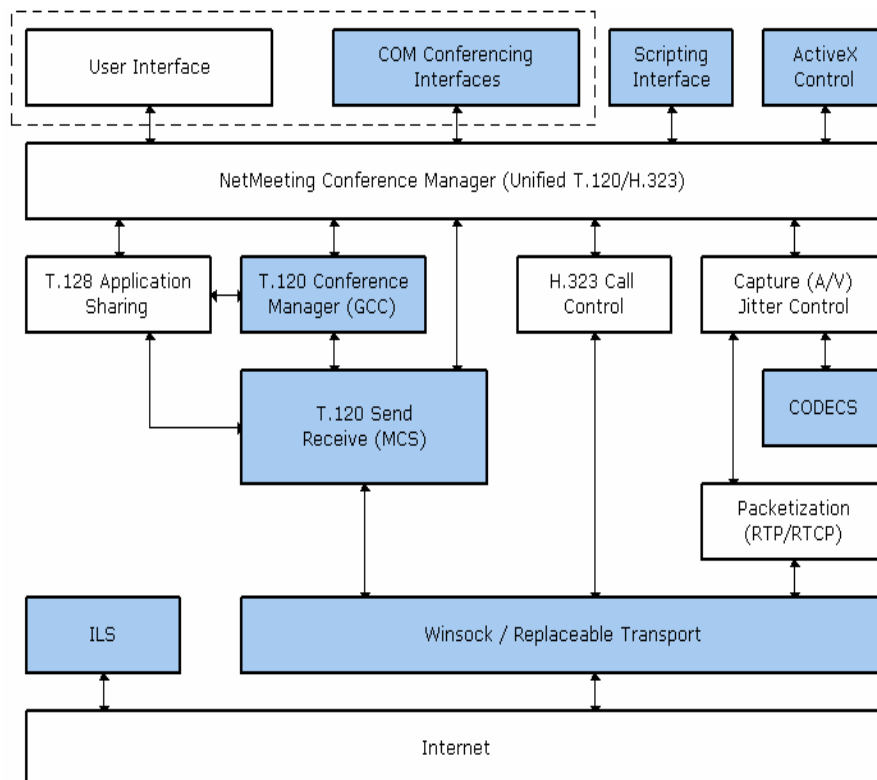 User Interface
COM Conferencing
Interfaces
Scripting
Interface
ActiveX
Control
NetMeeting Conference Manager (Unified T.120/H.323)
T.128 Application
Sharing
T.120 Conference
Manager (GCC)
H.323 Call
Control
Capture (A/V)
Jitter Control
T.120 Send
Receive (MCS)
CODECS
Packetization
(RTP/RTCP)
ILS
Winsock / Replaceable Transport
Internet